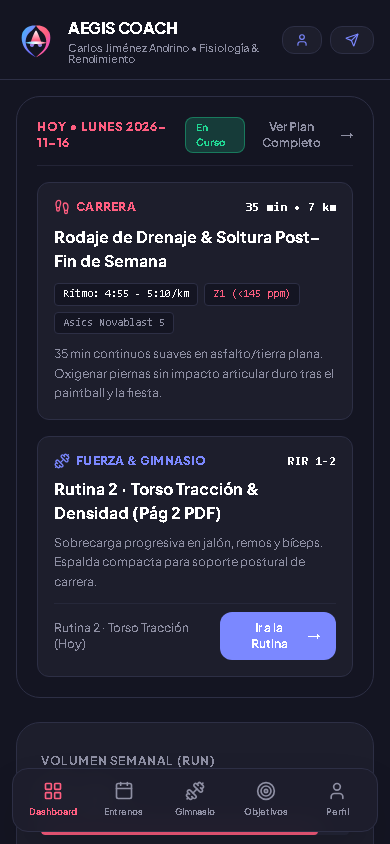 AEGIS COACH
Carlos Jiménez Andrino • Fisiología &
Rendimiento
HOY • LUNES 2026-
11-16
En
Curso
Ver Plan
Completo →
CARRERA
35 min • 7 km
Rodaje de Drenaje & Soltura Post-
Fin de Semana
Ritmo: 4:55 - 5:10/km
Z1 (<145 ppm)
Asics Novablast 5
35 min continuos suaves en asfalto/tierra plana.
Oxigenar piernas sin impacto articular duro tras el
paintball y la fiesta.
FUERZA & GIMNASIO
RIR 1-2
Rutina 2 · Torso Tracción &
Densidad (Pág 2 PDF)
Sobrecarga progresiva en jalón, remos y bíceps.
Espalda compacta para soporte postural de
carrera.
Rutina 2 · Torso Tracción
(Hoy)
Ir a la
Rutina →
VOLUMEN SEMANAL (RUN)
Dashboard
Entrenos
Gimnasio
Objetivos
Perfil